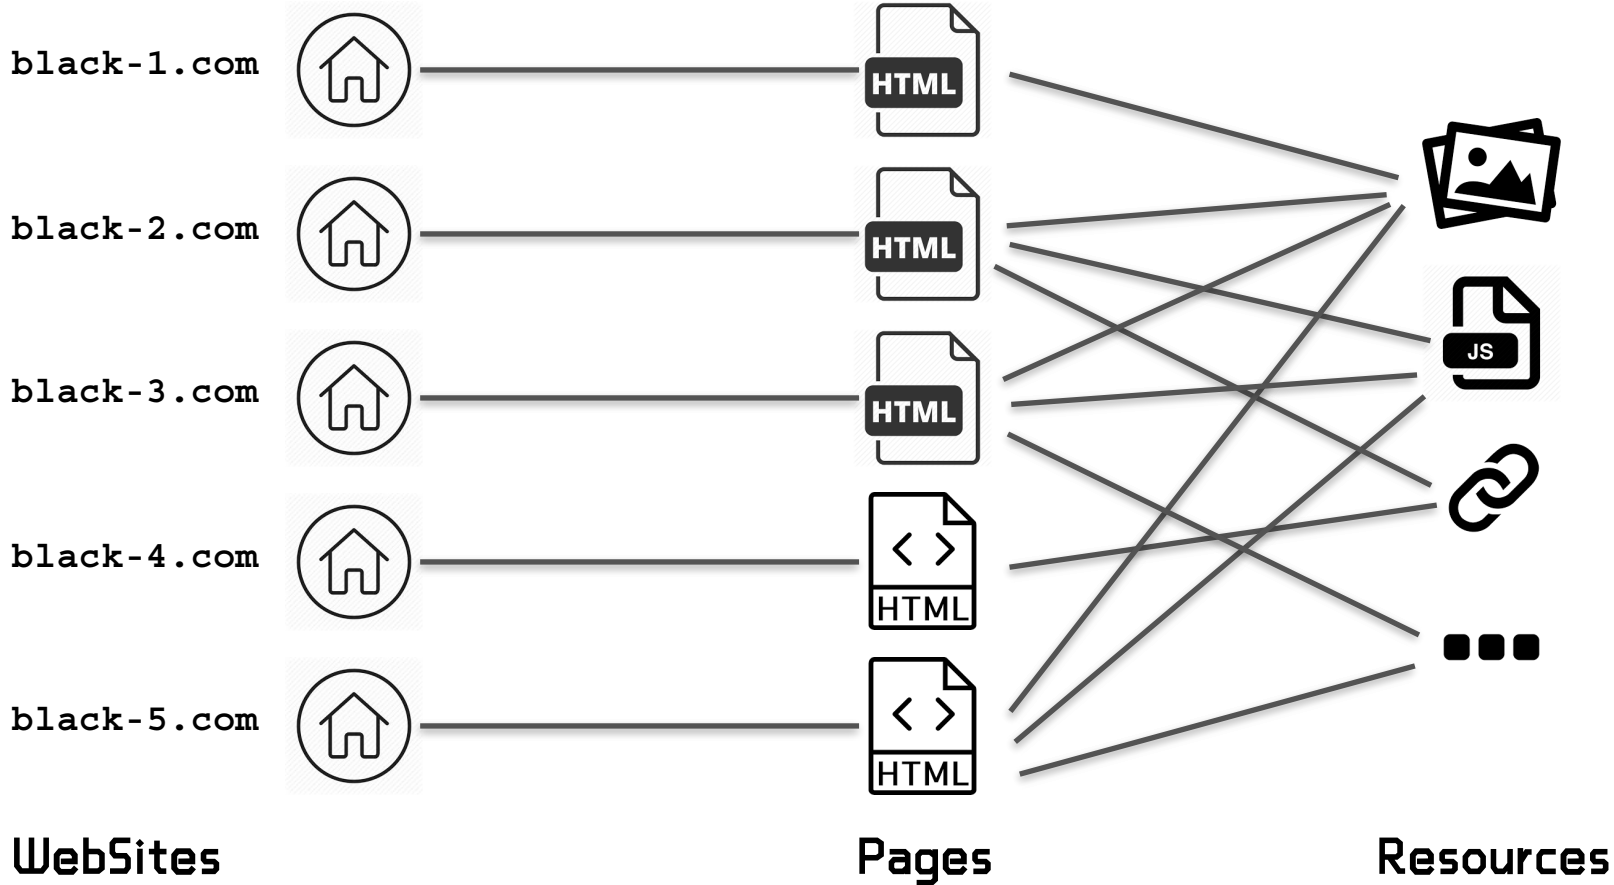 black-1.com
HTML
black-2.com
HTML
JS
black-3.com
HTML
black-4.com
HTML
black-5.com
HTML
WebSites
Pages
Resources